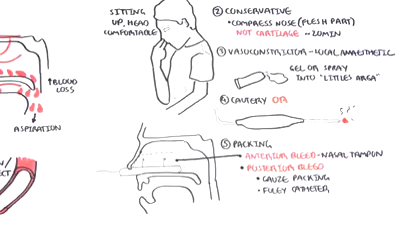 SITTING
UP, HEAD
COMFORTABLE
② CONSERVATIVE
• COMPRESS NOSE (FLESH PART)
NOT CARTILAGE ~20MIN
③ VASOCONSTRICTOR - LOCAL ANAESTHETIC
GEL OR SPRAY
INTO "LITTLE'S AREA"
④ CAUTERY OR
↑BLOOD
LOSS
ASPIRATION
⑤ PACKING
ANTERIOR BLEED - NASAL TAMPON
• POSTERIOR BLEED
• GAUZE PACKING
• FOLEY CATHETER